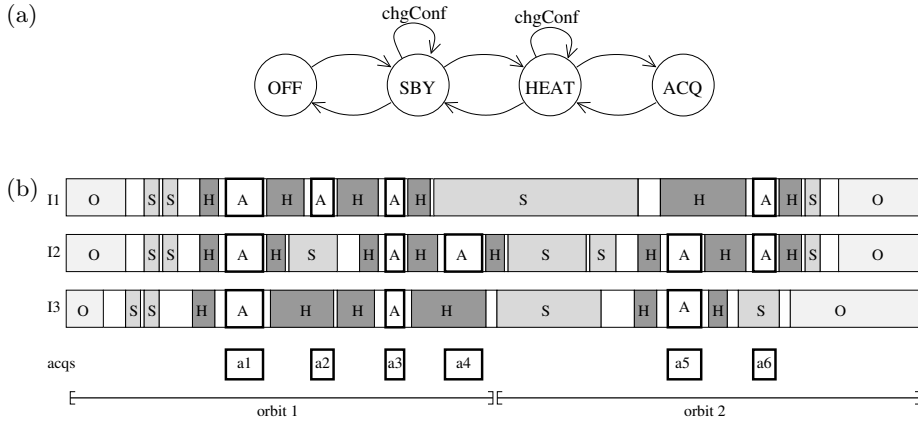 (a)
chgConf chgConf
OFF SBY HEAT ACQ
(b)
I1 O S S H A H A H A H S H A H S O
I2 O S S H A H S H A H A H S S H A H A H S O
I3 O S S H A H H A H S H A H S O
acqs a1 a2 a3 a4 a5 a6
orbit 1 orbit 2